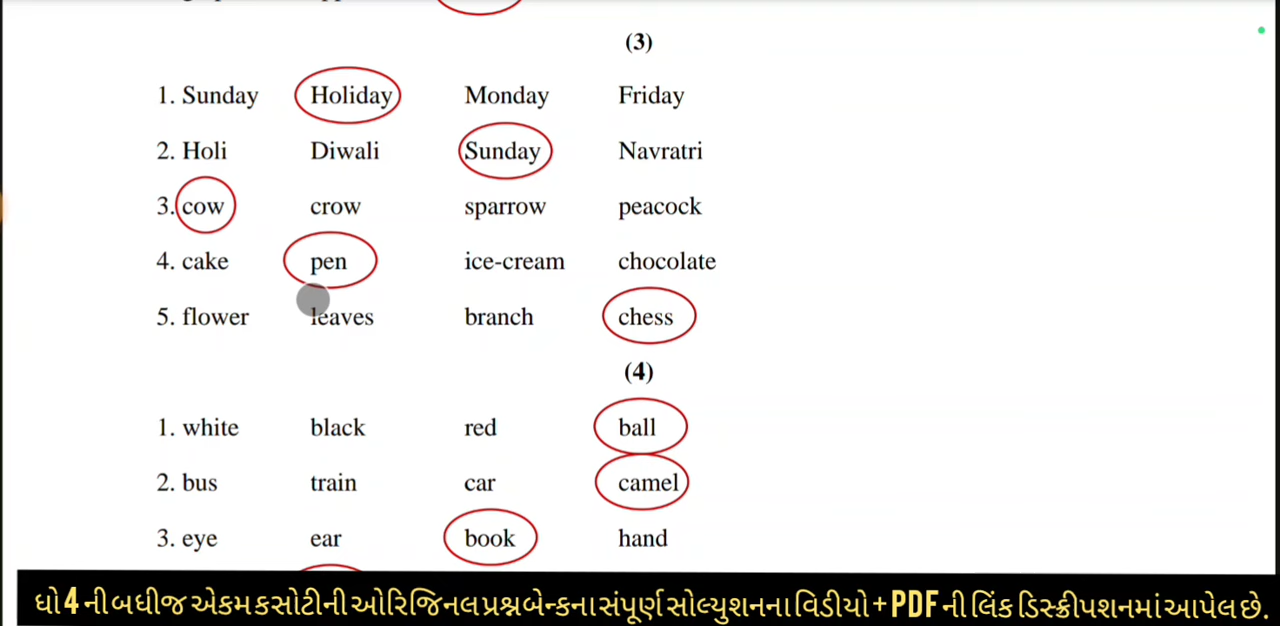 (3)
1. Sunday Holiday Monday Friday
2. Holi Diwali Sunday Navratri
3. cow crow sparrow peacock
4. cake pen ice-cream chocolate
5. flower leaves branch chess
(4)
1. white black red ball
2. bus train car camel
3. eye ear book hand
ધો 4 ની બધીજ એકમ કસોટીની ઓરિજિનલ પ્રશ્નબેન્કના સંપૂર્ણ સોલ્યુશનના વિડીયો + PDF ની લિંક ડિસ્ક્રીપશનમાં આપેલ છે.